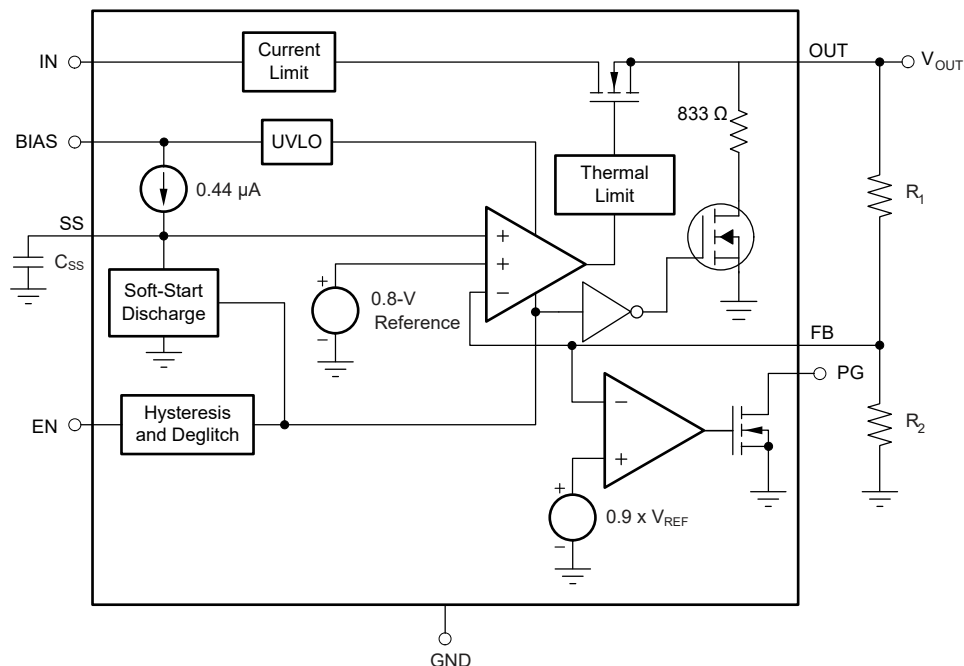 Current
Limit
IN
OUT
V_OUT
833 Ω
BIAS
UVLO
Thermal
Limit
0.44 µA
R_1
SS
C_SS
+
+
−
Soft-Start
Discharge
+
0.8-V
Reference
−
FB
PG
EN
Hysteresis
and Deglitch
−
+
R_2
+
0.9 x V_REF
−
GND